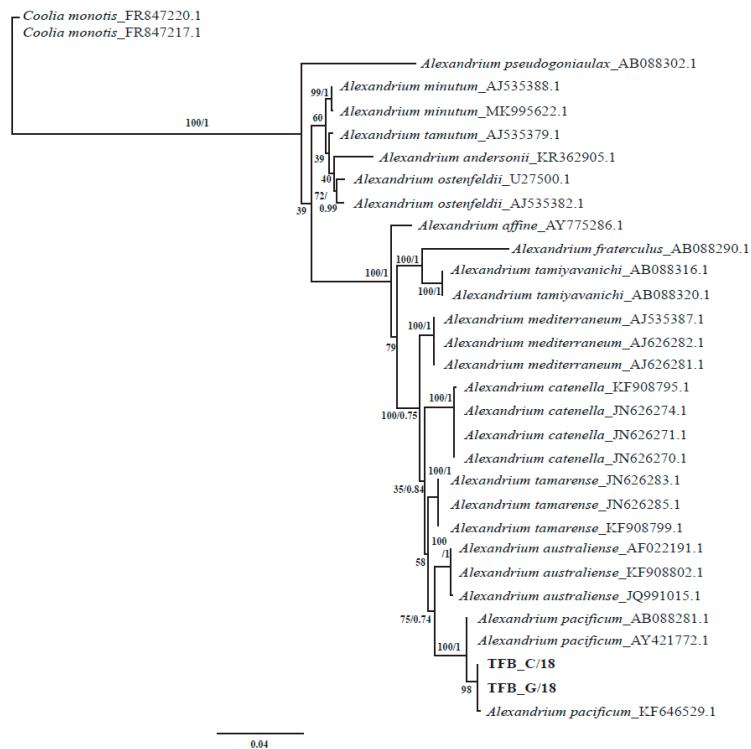 Coolia monotis_FR847220.1
Coolia monotis_FR847217.1
Alexandrium pseudogoniaulax_AB088302.1
99/1
Alexandrium minutum_AJ535388.1
Alexandrium minutum_MK995622.1
60
100/1
Alexandrium tamutum_AJ535379.1
39
Alexandrium andersonii_KR362905.1
40
Alexandrium ostenfeldii_U27500.1
72/
0.99
Alexandrium ostenfeldii_AJ535382.1
39
Alexandrium affine_AY775286.1
Alexandrium fraterculus_AB088290.1
100/1
100/1
Alexandrium tamiyavanichi_AB088316.1
100/1
Alexandrium tamiyavanichi_AB088320.1
Alexandrium mediterraneum_AJ535387.1
100/1
79
Alexandrium mediterraneum_AJ626282.1
Alexandrium mediterraneum_AJ626281.1
Alexandrium catenella_KF908795.1
100/1
100/0.75
Alexandrium catenella_JN626274.1
Alexandrium catenella_JN626271.1
Alexandrium catenella_JN626270.1
100/1
Alexandrium tamarense_JN626283.1
35/0.84
Alexandrium tamarense_JN626285.1
Alexandrium tamarense_KF908799.1
100
/1
Alexandrium australiense_AF022191.1
58
Alexandrium australiense_KF908802.1
Alexandrium australiense_JQ991015.1
75/0.74
Alexandrium pacificum_AB088281.1
Alexandrium pacificum_AY421772.1
100/1
TFB_C/18
TFB_G/18
98
Alexandrium pacificum_KF646529.1
0.04